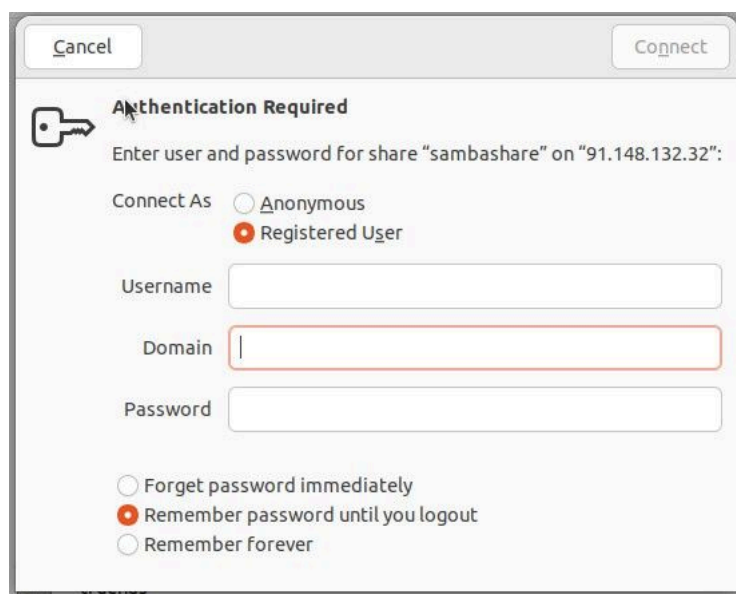 Cancel
Connect
Authentication Required
Enter user and password for share “sambashare” on “91.148.132.32”:
Connect As
Anonymous
Registered User
Username
Domain
Password
Forget password immediately
Remember password until you logout
Remember forever